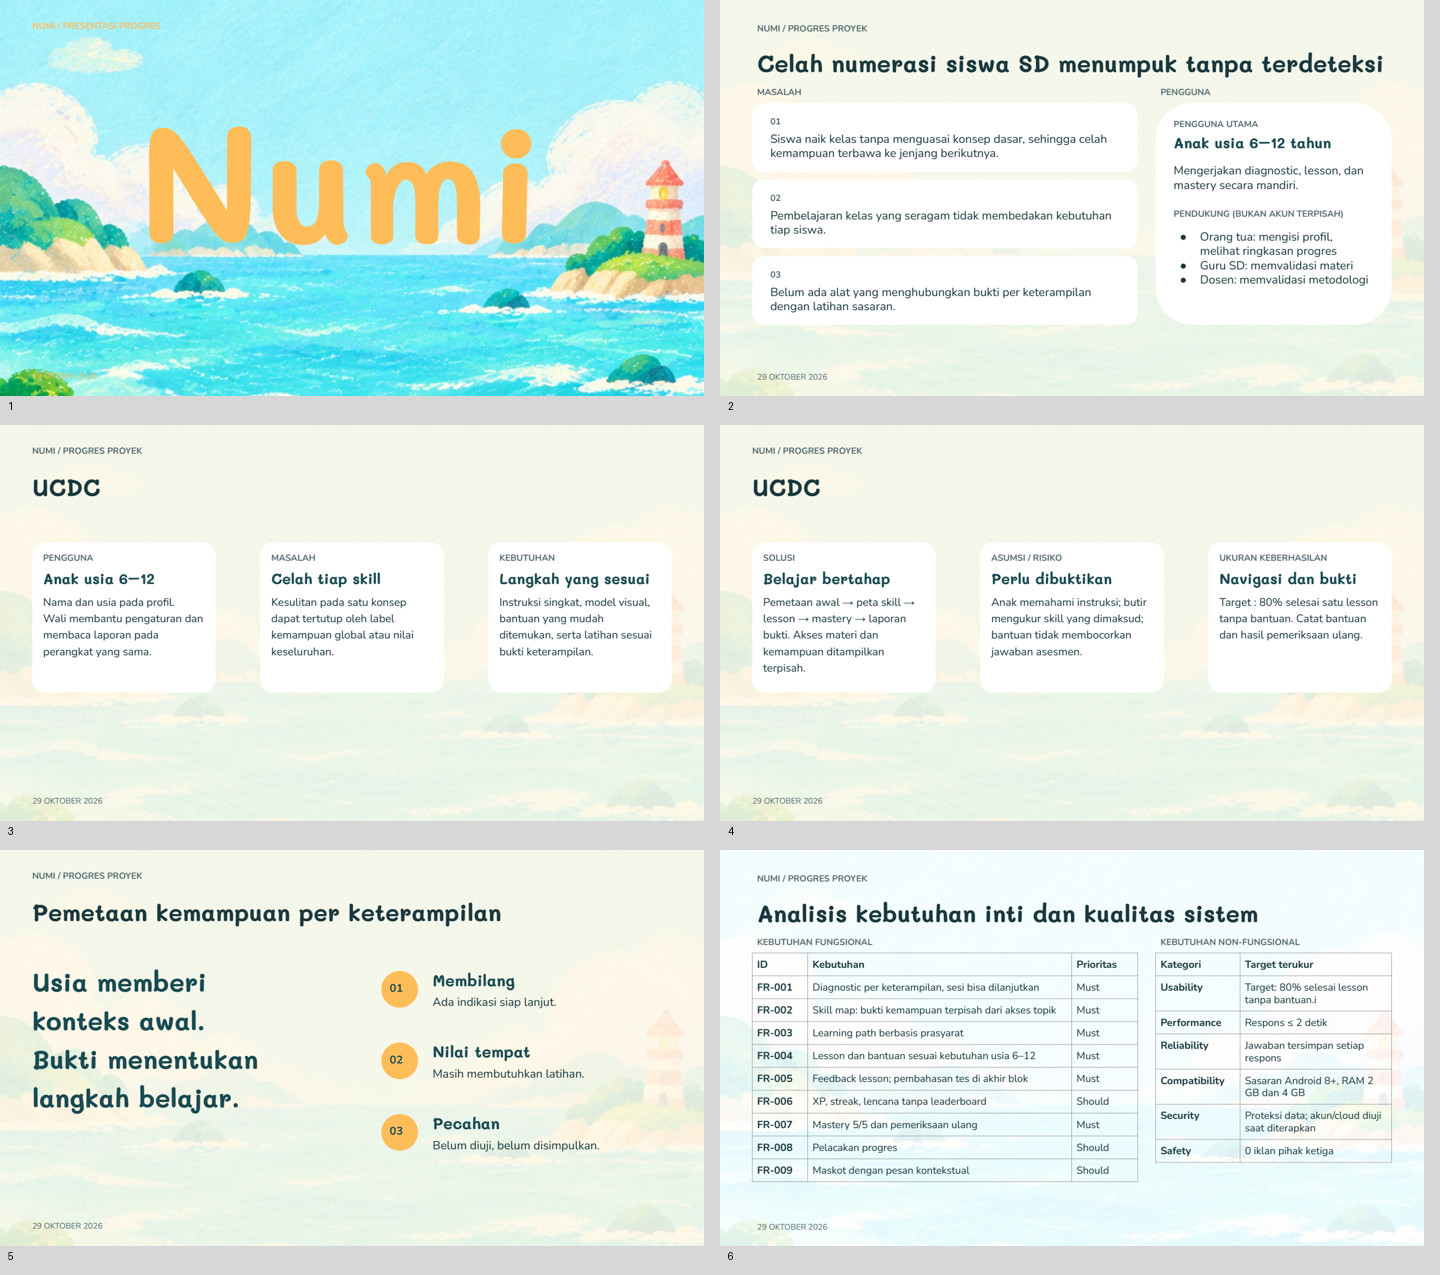 NUMI / PRESENTASI PROGRES
Numi
1
NUMI / PROGRES PROYEK
Celah numerasi siswa SD menumpuk tanpa terdeteksi
MASALAH
01
Siswa naik kelas tanpa menguasai konsep dasar, sehingga celah
kemampuan terbawa ke jenjang berikutnya.
02
Pembelajaran kelas yang seragam tidak membedakan kebutuhan
tiap siswa.
03
Belum ada alat yang menghubungkan bukti per keterampilan
dengan latihan sasaran.
PENGGUNA
PENGGUNA UTAMA
Anak usia 6–12 tahun
Mengerjakan diagnostic, lesson, dan
mastery secara mandiri.
PENDUKUNG (BUKAN AKUN TERPISAH)
● Orang tua: mengisi profil,
melihat ringkasan progres
● Guru SD: memvalidasi materi
● Dosen: memvalidasi metodologi
29 OKTOBER 2026
2
NUMI / PROGRES PROYEK
UCDC
PENGGUNA
Anak usia 6–12
Nama dan usia pada profil.
Wali membantu pengaturan dan
membaca laporan pada
perangkat yang sama.
MASALAH
Celah tiap skill
Kesulitan pada satu konsep
dapat tertutup oleh label
kemampuan global atau nilai
keseluruhan.
KEBUTUHAN
Langkah yang sesuai
Instruksi singkat, model visual,
bantuan yang mudah
ditemukan, serta latihan sesuai
bukti keterampilan.
29 OKTOBER 2026
3
NUMI / PROGRES PROYEK
UCDC
SOLUSI
Belajar bertahap
Pemetaan awal → peta skill →
lesson → mastery → laporan
bukti. Akses materi dan
kemampuan ditampilkan
terpisah.
ASUMSI / RISIKO
Perlu dibuktikan
Anak memahami instruksi; butir
mengukur skill yang dimaksud;
bantuan tidak membocorkan
jawaban asesmen.
UKURAN KEBERHASILAN
Navigasi dan bukti
Target : 80% selesai satu lesson
tanpa bantuan. Catat bantuan
dan hasil pemeriksaan ulang.
29 OKTOBER 2026
4
NUMI / PROGRES PROYEK
Pemetaan kemampuan per keterampilan
Usia memberi
konteks awal.
Bukti menentukan
langkah belajar.
01
Membilang
Ada indikasi siap lanjut.
02
Nilai tempat
Masih membutuhkan latihan.
03
Pecahan
Belum diuji, belum disimpulkan.
29 OKTOBER 2026
5
NUMI / PROGRES PROYEK
Analisis kebutuhan inti dan kualitas sistem
KEBUTUHAN FUNGSIONAL
ID Kebutuhan Prioritas
FR-001 Diagnostic per keterampilan, sesi bisa dilanjutkan Must
FR-002 Skill map: bukti kemampuan terpisah dari akses topik Must
FR-003 Learning path berbasis prasyarat Must
FR-004 Lesson dan bantuan sesuai kebutuhan usia 6–12 Must
FR-005 Feedback lesson; pembahasan tes di akhir blok Must
FR-006 XP, streak, lencana tanpa leaderboard Should
FR-007 Mastery 5/5 dan pemeriksaan ulang Must
FR-008 Pelacakan progres Should
FR-009 Maskot dengan pesan kontekstual Should
KEBUTUHAN NON-FUNGSIONAL
Kategori Target terukur
Usability Target: 80% selesai lesson
tanpa bantuan.i
Performance Respons ≤ 2 detik
Reliability Jawaban tersimpan setiap
respons
Compatibility Sasaran Android 8+, RAM 2
GB dan 4 GB
Security Proteksi data; akun/cloud diuji
saat diterapkan
Safety 0 iklan pihak ketiga
29 OKTOBER 2026
6